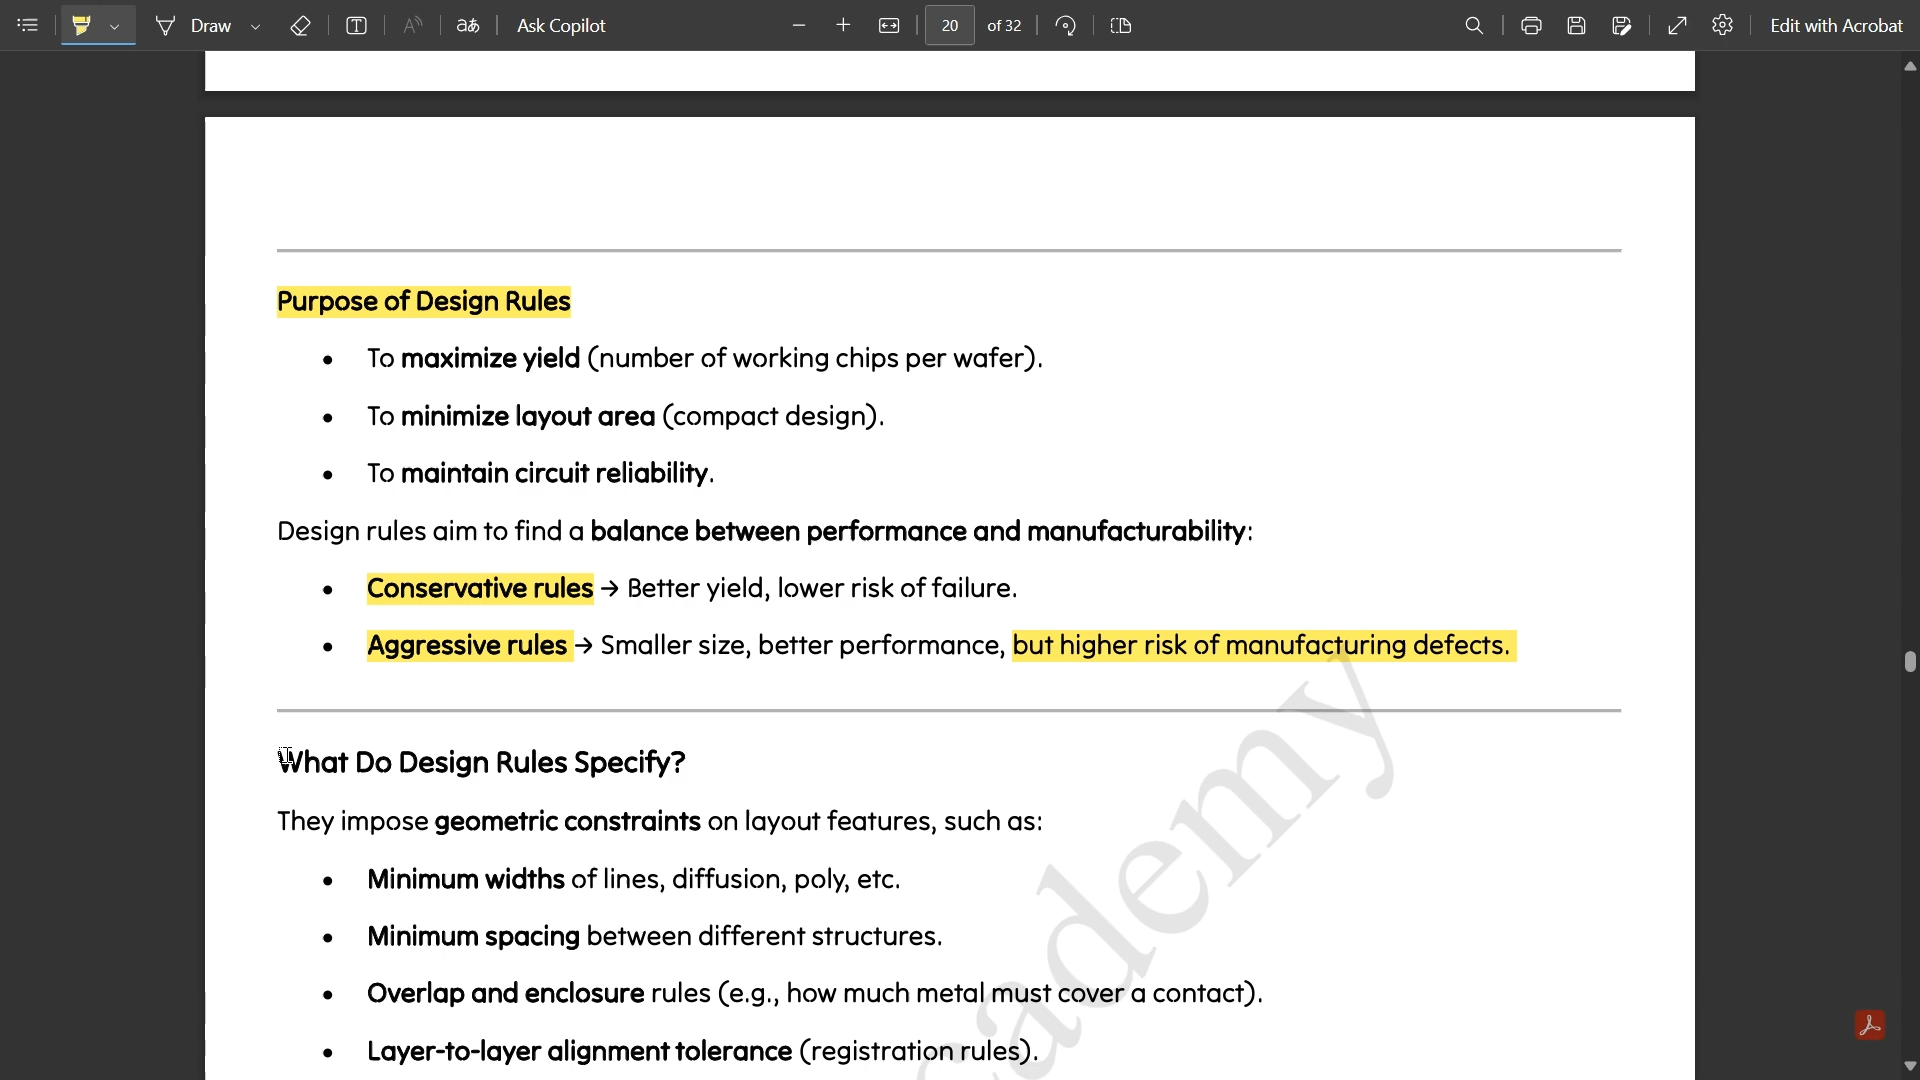 Draw
T
A
aあ
Ask Copilot
20 of 32
Edit with Acrobat
Purpose of Design Rules
• To maximize yield (number of working chips per wafer).
• To minimize layout area (compact design).
• To maintain circuit reliability.
Design rules aim to find a balance between performance and manufacturability:
• Conservative rules → Better yield, lower risk of failure.
• Aggressive rules → Smaller size, better performance, but higher risk of manufacturing defects.
What Do Design Rules Specify?
They impose geometric constraints on layout features, such as:
• Minimum widths of lines, diffusion, poly, etc.
• Minimum spacing between different structures.
• Overlap and enclosure rules (e.g., how much metal must cover a contact).
• Layer-to-layer alignment tolerance (registration rules).
cademy